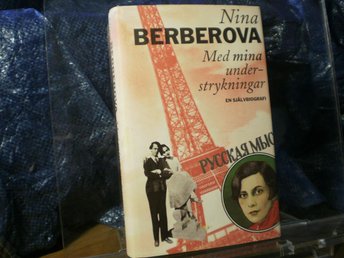 Nina
BERBEROVA
Med mina
under-
strykningar
EN SJÄLVBIOGRAFI
РУССКАЯ МЫС